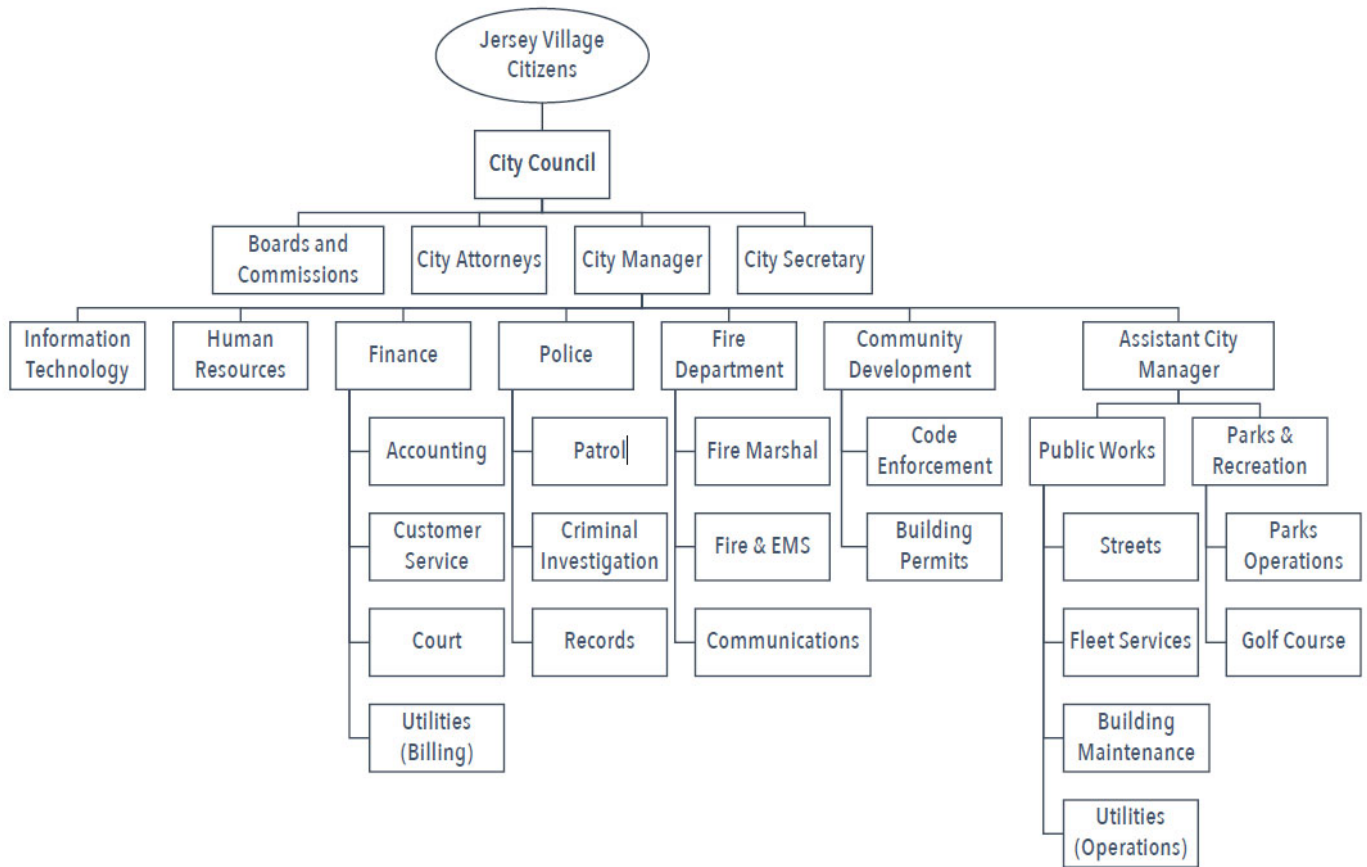 Jersey Village
Citizens
City Council
Boards and
Commissions
City Attorneys
City Manager
City Secretary
Information
Technology
Human
Resources
Finance
Police
Fire
Department
Community
Development
Assistant City
Manager
Accounting
Patrol
Fire Marshal
Code
Enforcement
Public Works
Parks &
Recreation
Customer
Service
Criminal
Investigation
Fire & EMS
Building
Permits
Streets
Parks
Operations
Court
Records
Communications
Fleet Services
Golf Course
Utilities
(Billing)
Building
Maintenance
Utilities
(Operations)